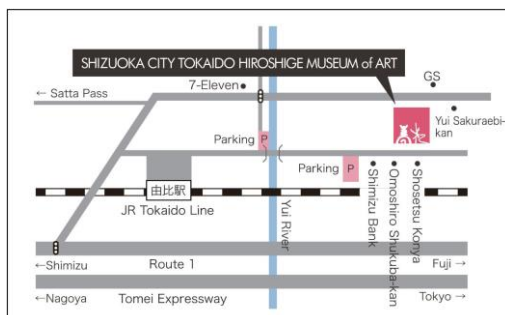 SHIZUOKA CITY TOKAIDO HIROSHIGE MUSEUM of ART
← Satta Pass
7-Eleven
GS
Yui Sakuraebi-
kan
Parking P
Parking P
由比駅
JR Tokaido Line
Yui River
Shimizu Bank
Omoshiro Shukuba-kan
Shosetsu Konya
←Shimizu
Route 1
Fuji →
←Nagoya
Tomei Expressway
Tokyo →